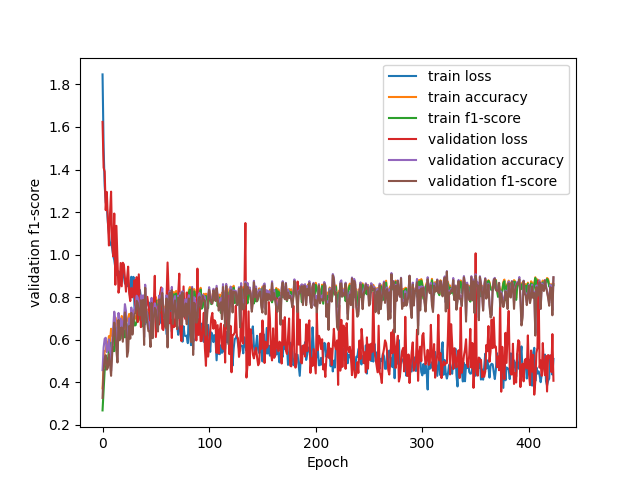 train loss
train accuracy
train f1-score
validation loss
validation accuracy
validation f1-score
1.8
1.6
1.4
1.2
1.0
0.8
0.6
0.4
0.2
validation f1-score
0
100
200
300
400
Epoch